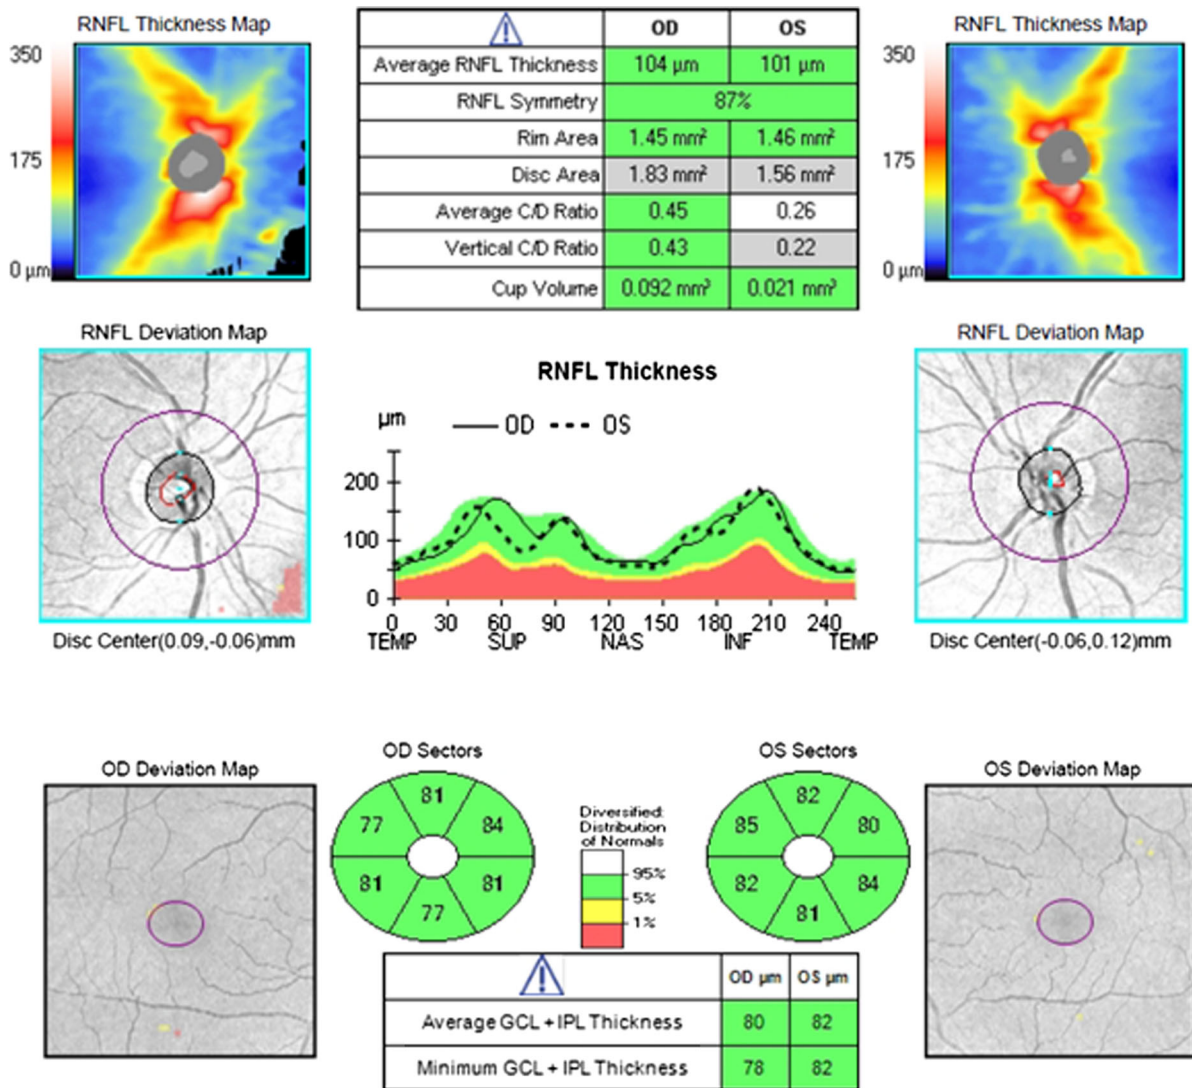 RNFL Thickness Map
350
175
0 µm
OD OS
Average RNFL Thickness 104 µm 101 µm
RNFL Symmetry 87%
Rim Area 1.45 mm² 1.46 mm²
Disc Area 1.83 mm² 1.56 mm²
Average C/D Ratio 0.45 0.26
Vertical C/D Ratio 0.43 0.22
Cup Volume 0.092 mm³ 0.021 mm³
RNFL Thickness Map
350
175
0 µm
RNFL Deviation Map
Disc Center(0.09,-0.06)mm
RNFL Thickness
µm
OD OS
200
100
0
0 30 60 90 120 150 180 210 240
TEMP SUP NAS INF TEMP
RNFL Deviation Map
Disc Center(-0.06,0.12)mm
OD Deviation Map
OD Sectors
81
77 84
81 81
77
Diversified:
Distribution
of Normals
95%
5%
1%
OS Sectors
82
85 80
82 84
81
OS Deviation Map
OD µm OS µm
Average GCL + IPL Thickness 80 82
Minimum GCL + IPL Thickness 78 82